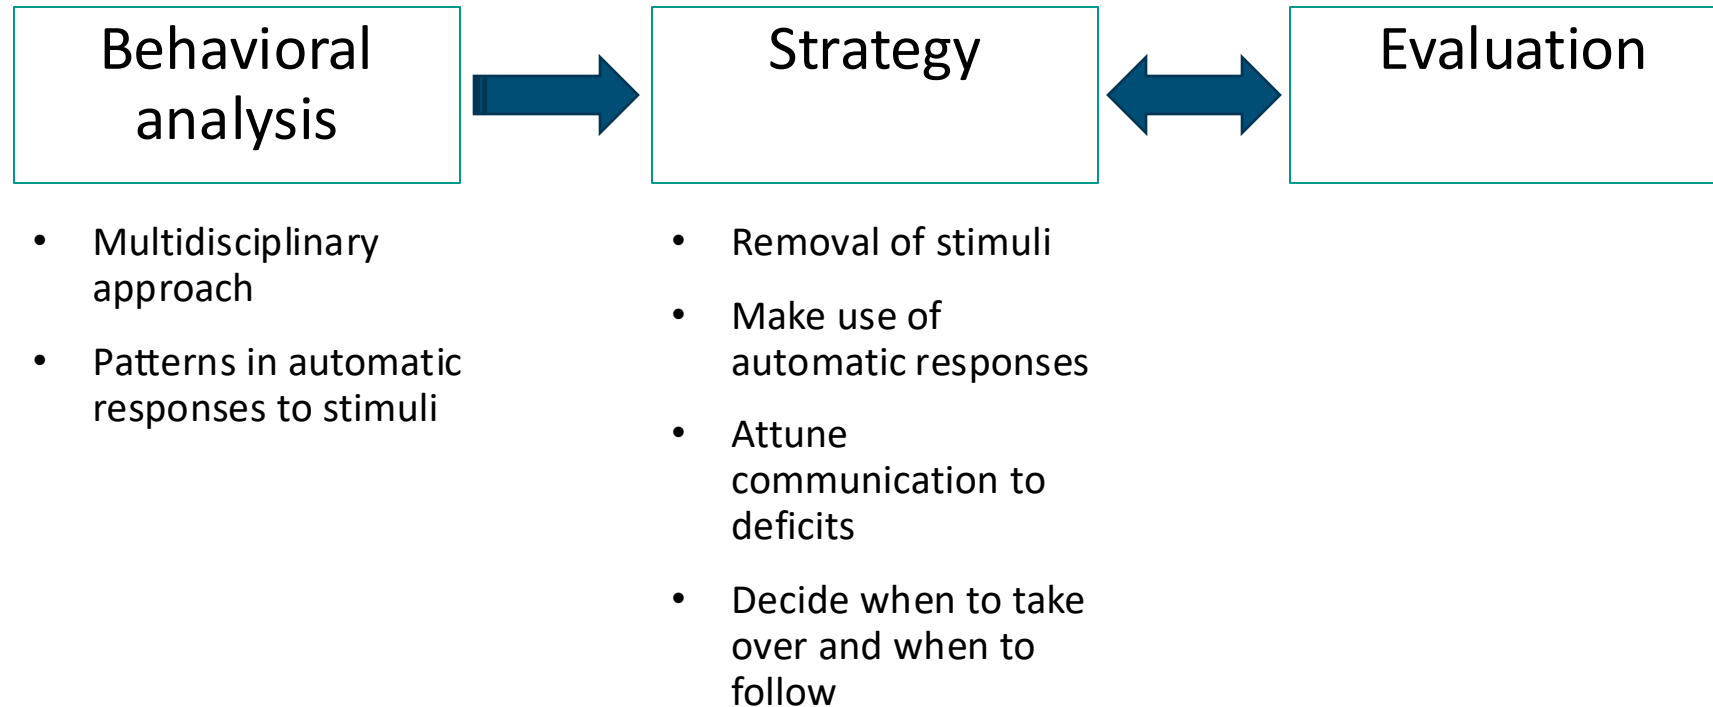 Behavioral
analysis
Strategy
Evaluation
• Multidisciplinary
approach
• Patterns in automatic
responses to stimuli
• Removal of stimuli
• Make use of
automatic responses
• Attune
communication to
deficits
• Decide when to take
over and when to
follow